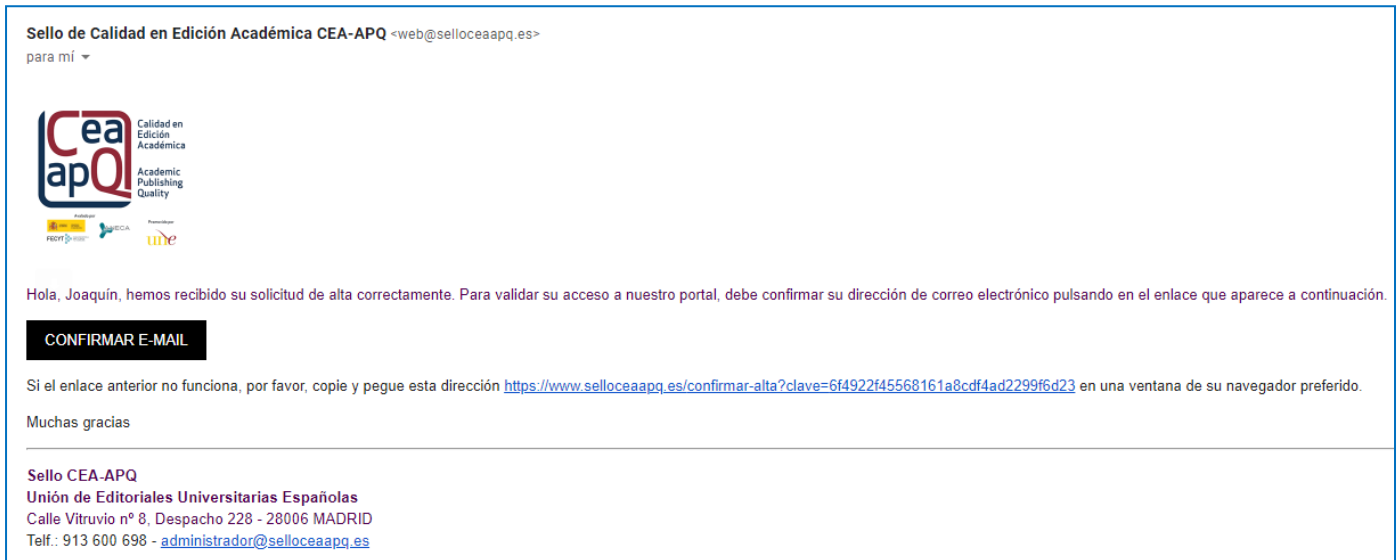 Sello de Calidad en Edición Académica CEA-APQ <web@selloceaapq.es>
para mí
Cea
apQ
Calidad en
Edición
Académica
Academic
Publishing
Quality
FECYT
ANECA
une
Hola, Joaquín, hemos recibido su solicitud de alta correctamente. Para validar su acceso a nuestro portal, debe confirmar su dirección de correo electrónico pulsando en el enlace que aparece a continuación.
CONFIRMAR E-MAIL
Si el enlace anterior no funciona, por favor, copie y pegue esta dirección https://www.selloceaapq.es/confirmar-alta?clave=6f4922f45568161a8cdf4ad2299f6d23 en una ventana de su navegador preferido.
Muchas gracias
Sello CEA-APQ
Unión de Editoriales Universitarias Españolas
Calle Vitruvio nº 8, Despacho 228 - 28006 MADRID
Telf.: 913 600 698 - administrador@selloceaapq.es